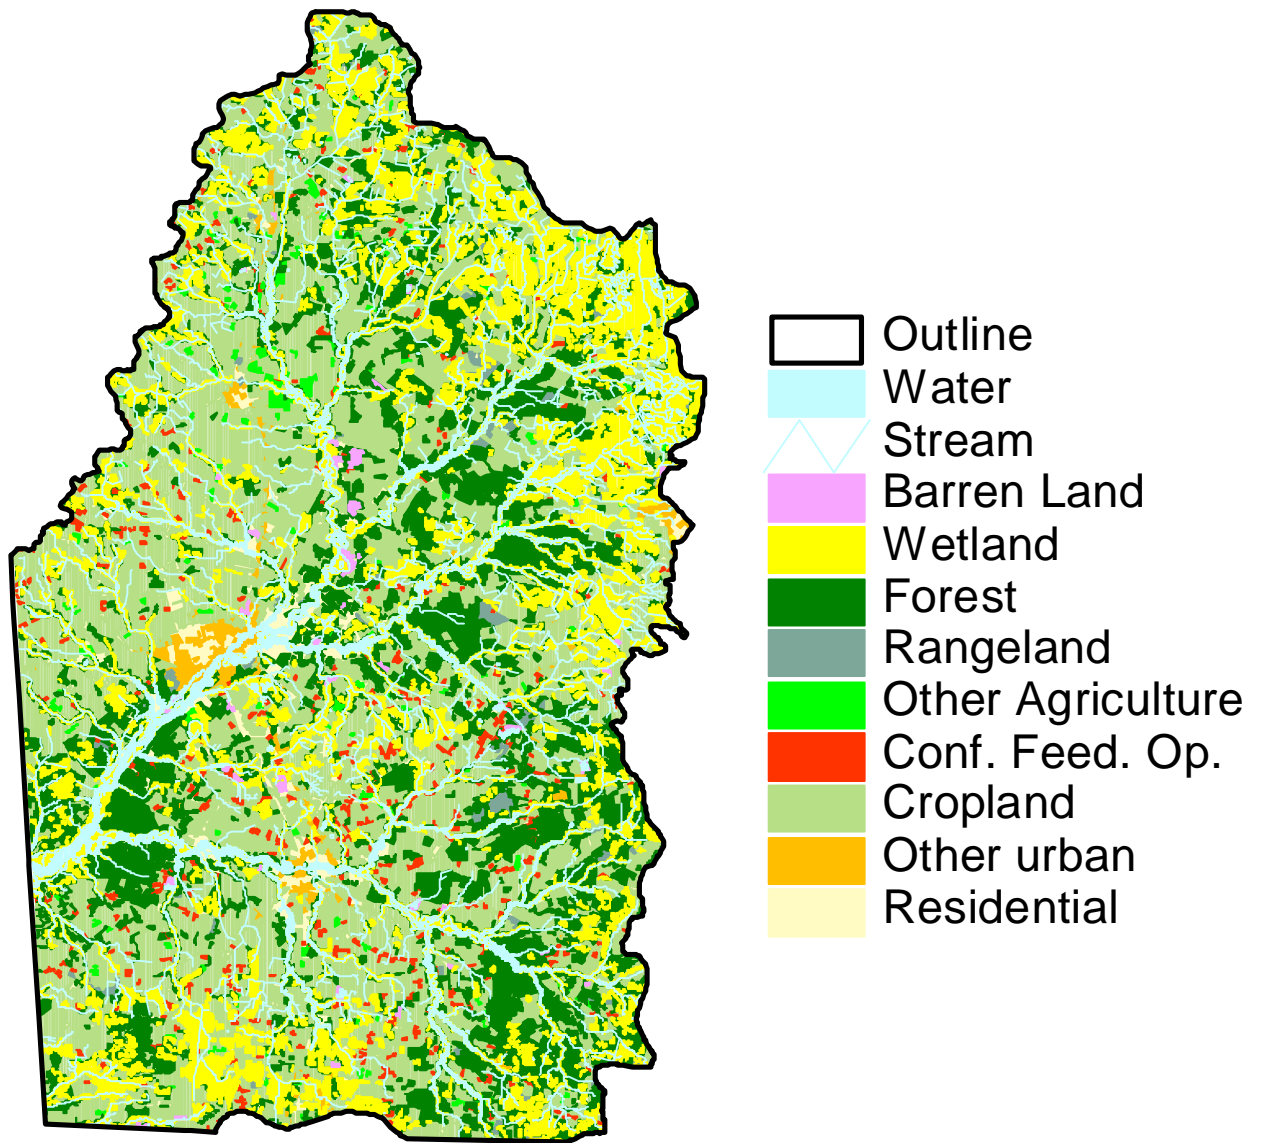 Outline
Water
Stream
Barren Land
Wetland
Forest
Rangeland
Other Agriculture
Conf. Feed. Op.
Cropland
Other urban
Residential